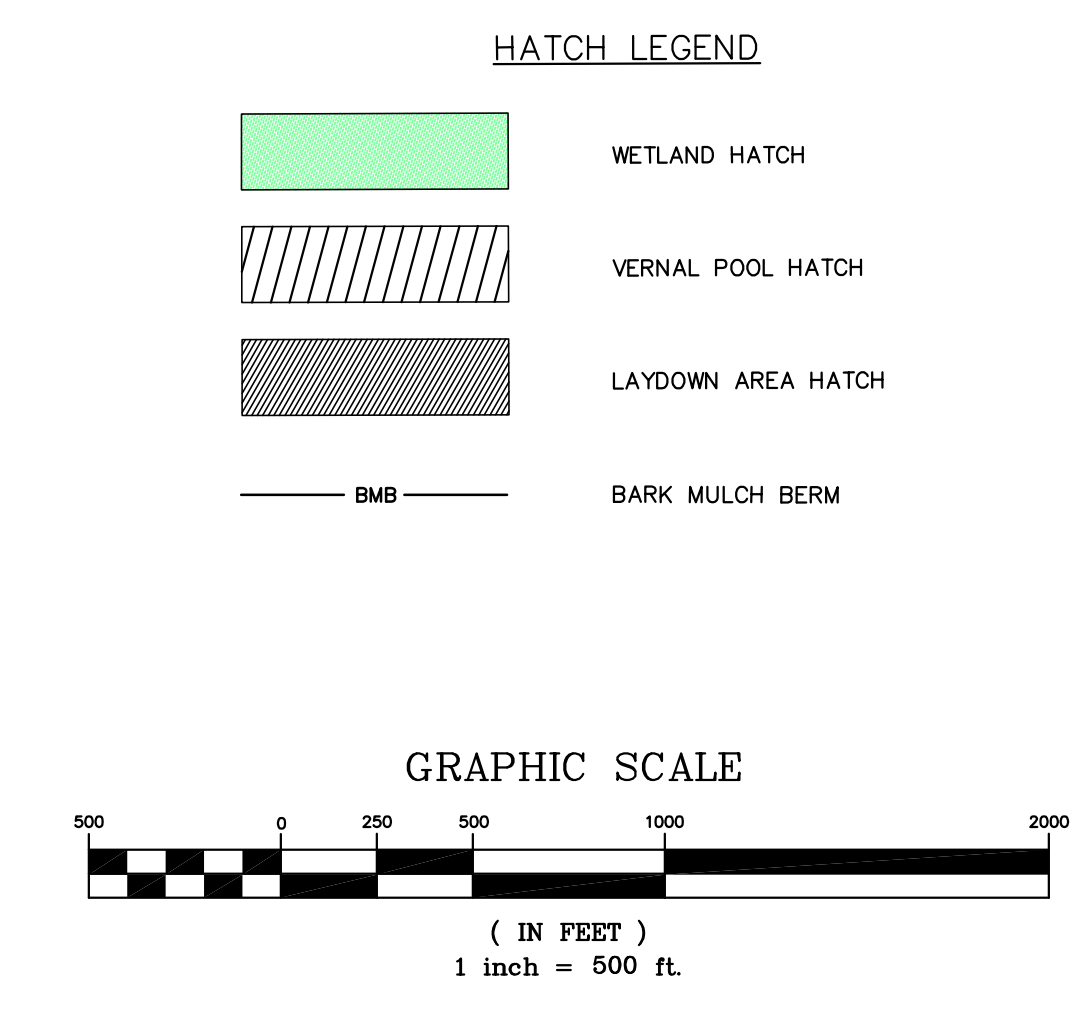 HATCH LEGEND
WETLAND HATCH
VERNAL POOL HATCH
LAYDOWN AREA HATCH
BMB BARK MULCH BERM
GRAPHIC SCALE
500 0 250 500 1000 2000
( IN FEET )
1 inch = 500 ft.